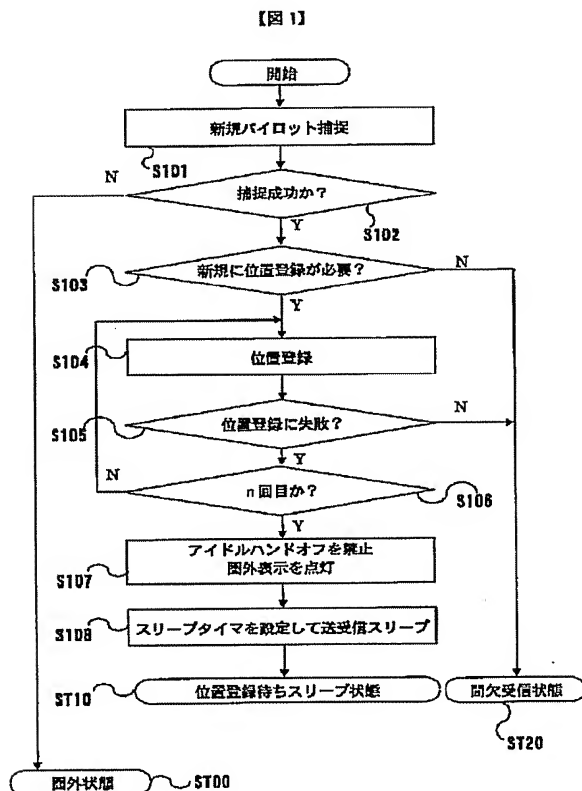 【図1】
開始
新規パイロット捕捉
S101
N
捕捉成功か?
S102
Y
S103
新規に位置登録が必要?
N
Y
S104
位置登録
S105
位置登録に失敗?
N
Y
N
n回目か?
S106
Y
アイドルハンドオフを禁止
圏外表示を点灯
S107
S108
スリープタイマを設定して送受信スリープ
ST10
位置登録待ちスリープ状態
間欠受信状態
ST20
圏外状態
ST00